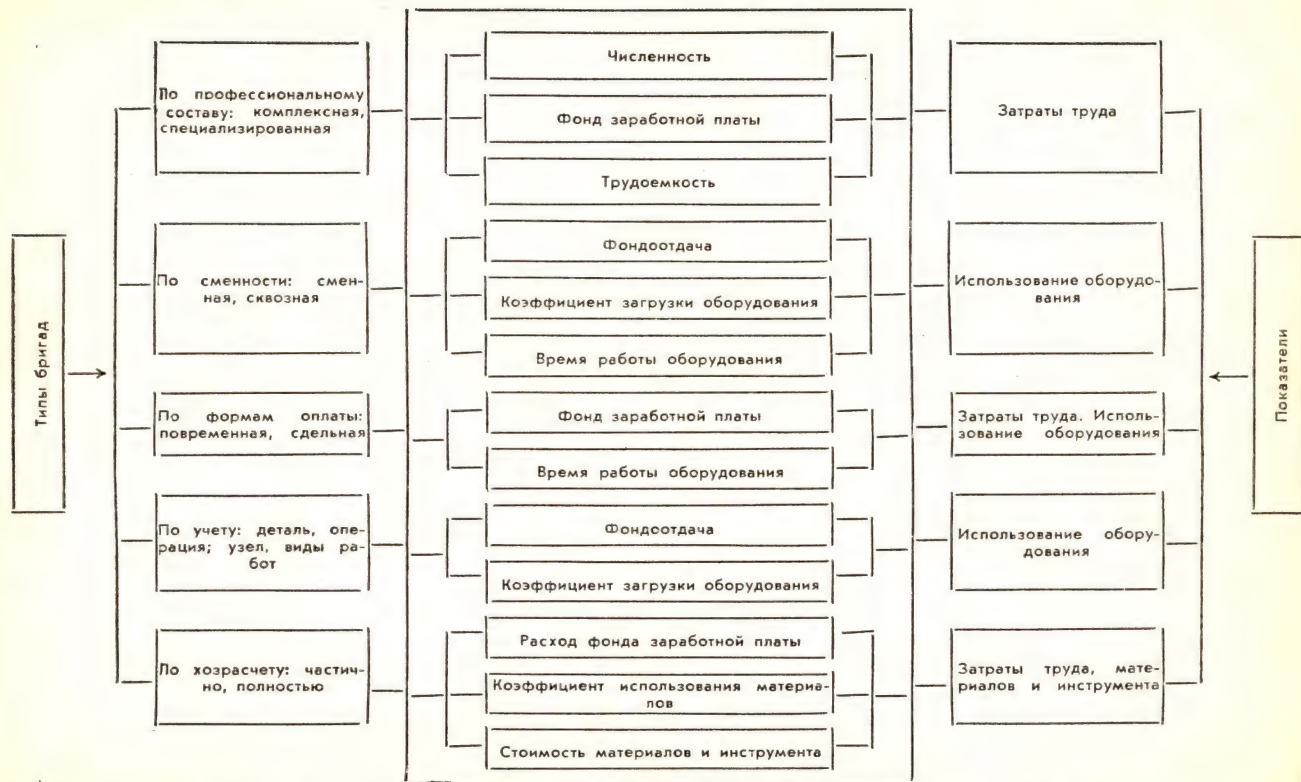 Типы бригад
По профессиональному
составу: комплексная,
специализированная
По сменности: смен-
ная, сквозная
По формам оплаты:
повременная, сдельная
По учету: деталь, опе-
рация; узел, виды ра-
бот
По хозрасчету: частич-
но, полностью
Численность
Фонд заработной платы
Трудоемкость
Фондоотдача
Коэффициент загрузки оборудования
Время работы оборудования
Фонд заработной платы
Время работы оборудования
Фондоотдача
Коэффициент загрузки оборудования
Расход фонда заработной платы
Коэффициент использования материа-
лов
Стоимость материалов и инструмента
Затраты труда
Использование оборудо-
вания
Затраты труда. Исполь-
зование оборудования
Использование обору-
дования
Затраты труда, мате-
риалов и инструмента
Показатели